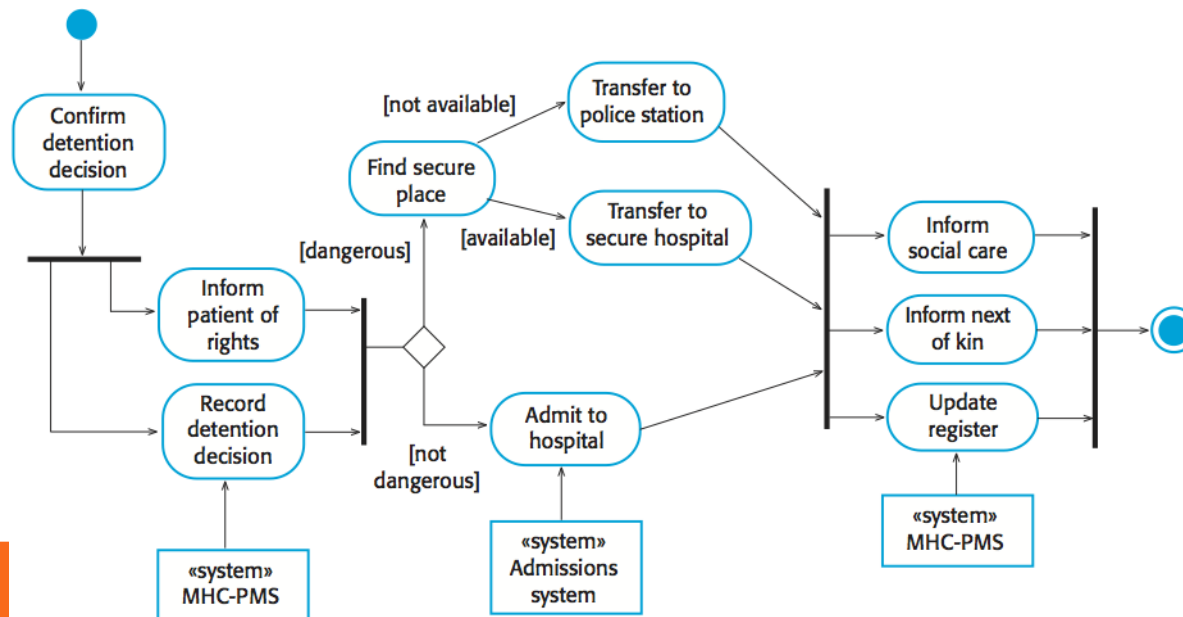 Confirm
detention
decision
[not available]
Transfer to
police station
Find secure
place
Transfer to
secure hospital
[available]
[dangerous]
Inform
patient of
rights
Record
detention
decision
[not
dangerous]
Admit to
hospital
Inform
social care
Inform next
of kin
Update
register
«system»
MHC-PMS
«system»
Admissions
system
«system»
MHC-PMS